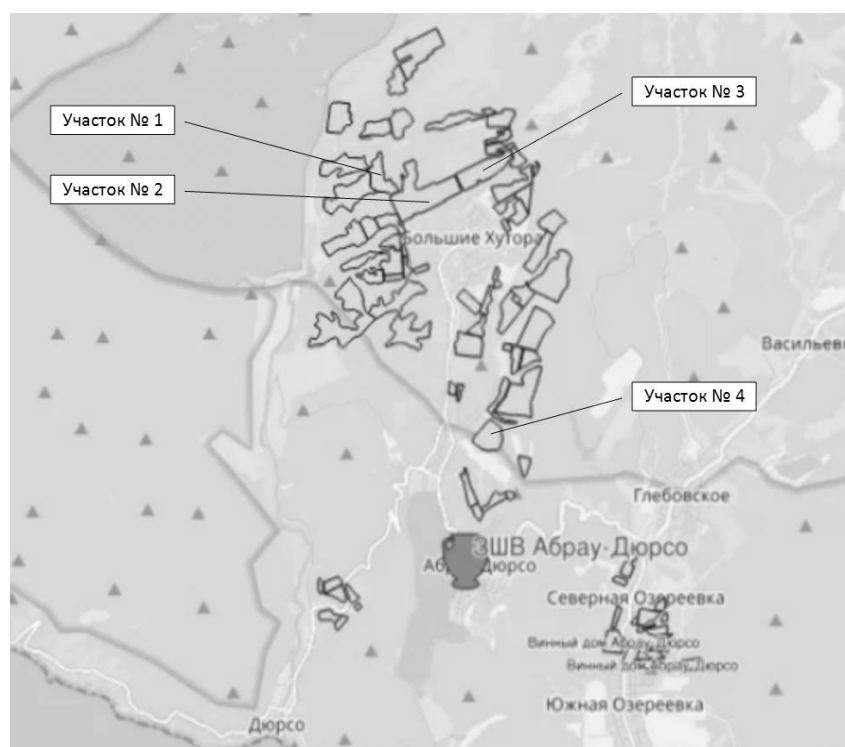 Участок № 3
Участок № 1
Участок № 2
Большие Хутора
Васильевк
Участок № 4
Глебовское
ЗШВ Абрау-Дюрсо
Абрау-Дюрсо
Северная Озереевка
Винный дом Абрау-Дюрсо
Винный дом Абрау-Дюрсо
Южная Озереевка
Дюрсо